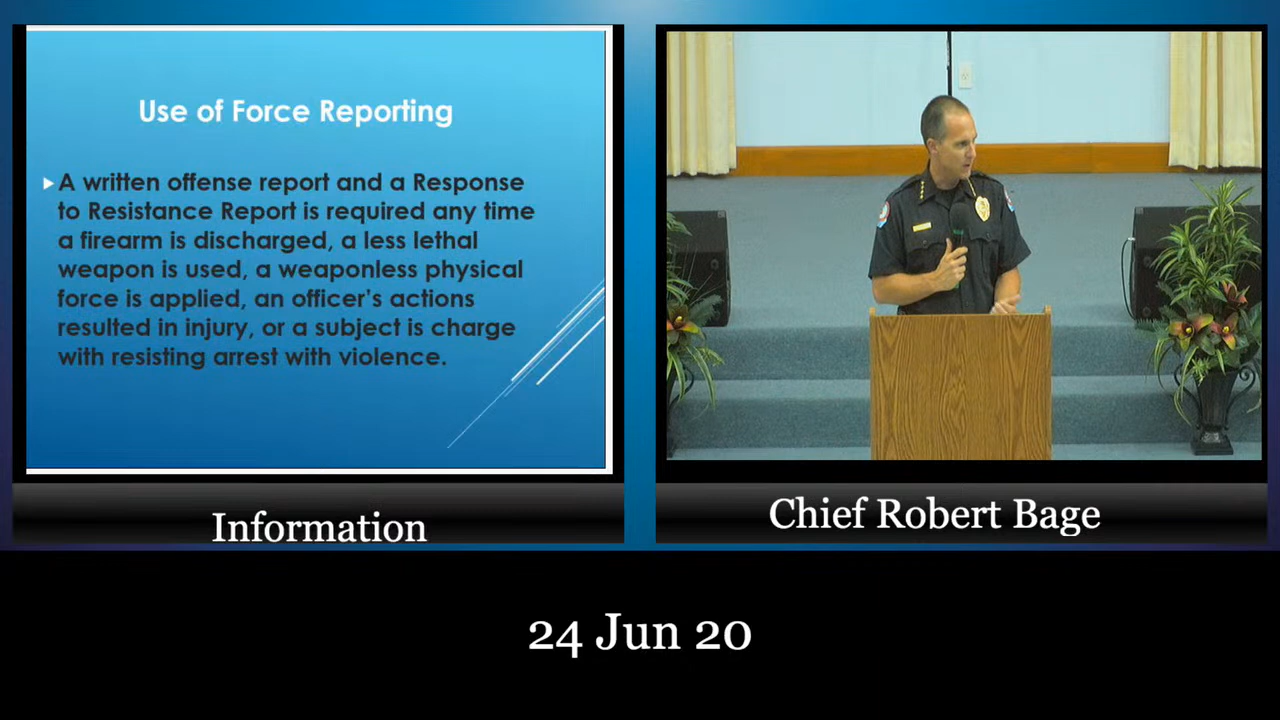 Use of Force Reporting
A written offense report and a Response
to Resistance Report is required any time
a firearm is discharged, a less lethal
weapon is used, a weaponless physical
force is applied, an officer's actions
resulted in injury, or a subject is charge
with resisting arrest with violence.
Information
Chief Robert Bage
24 Jun 20